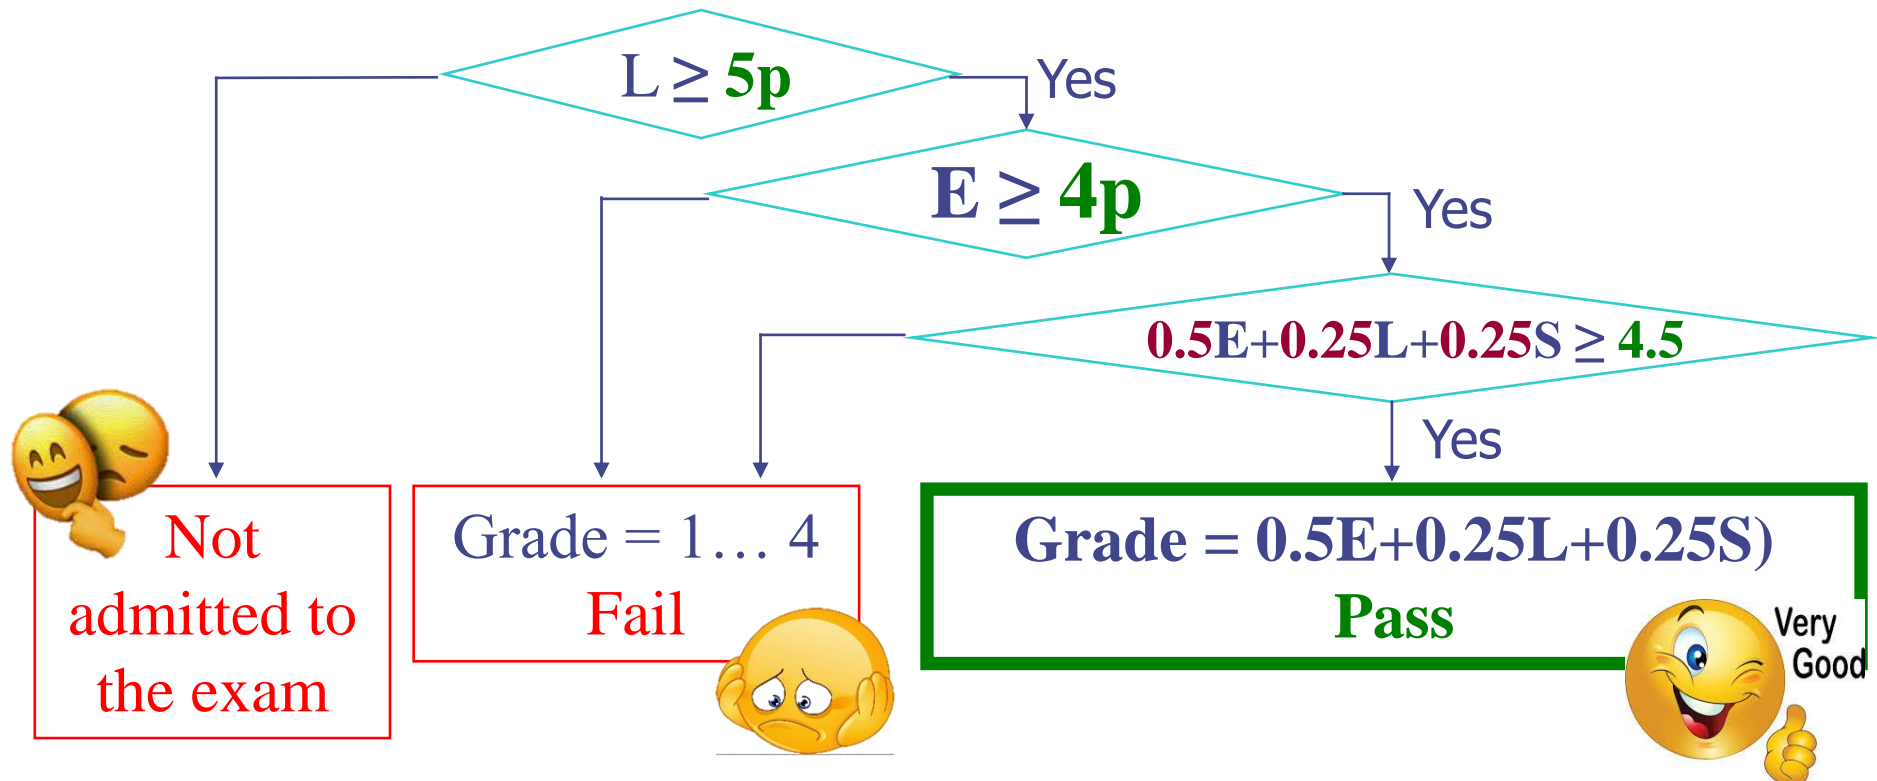 L ≥ 5p
Yes
E ≥ 4p
Yes
0.5E+0.25L+0.25S ≥ 4.5
Yes
Not
admitted to
the exam
Grade = 1… 4
Fail
Grade = 0.5E+0.25L+0.25S)
Pass
Very
Good